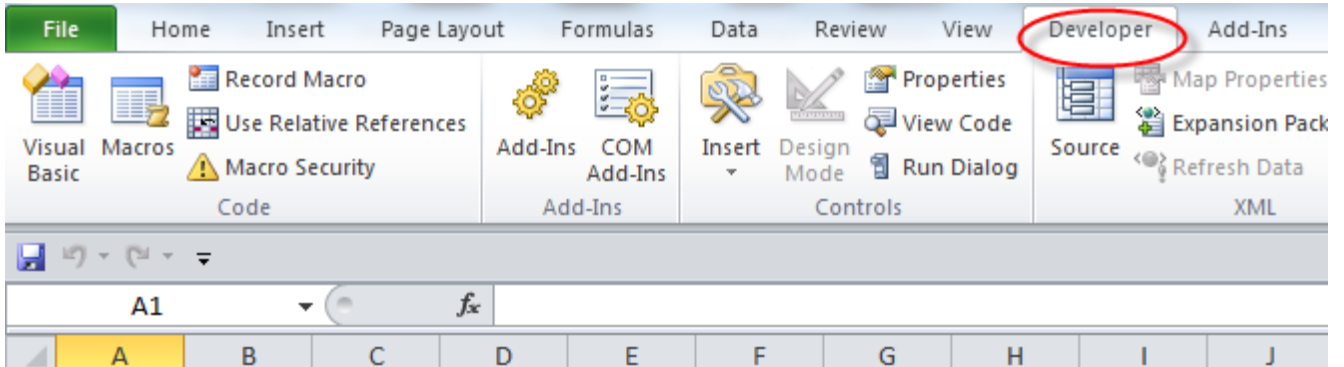 File Home Insert Page Layout Formulas Data Review View Developer Add-Ins
Record Macro Properties Map Properties
Use Relative References View Code Expansion Pack
Visual Basic Macros Add-Ins COM Add-Ins Insert Design Mode Source
Macro Security Run Dialog Refresh Data
Code Add-Ins Controls XML
A1 fx
A B C D E F G H I J